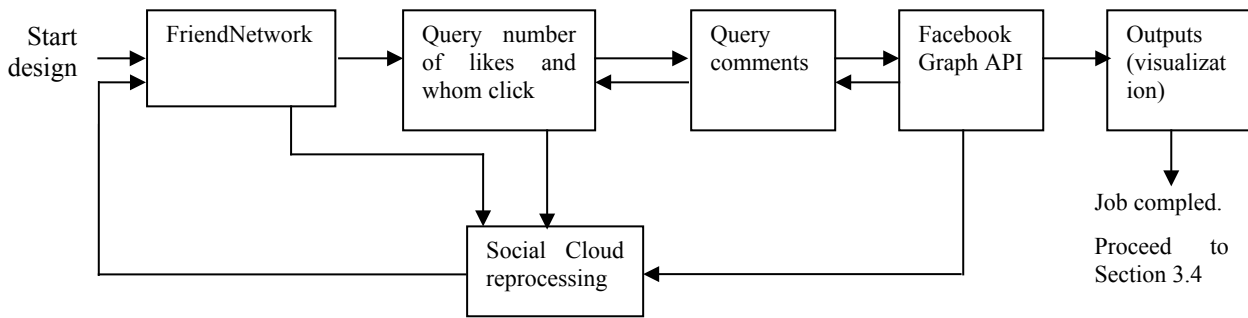 Start
design
FriendNetwork
Query number
of likes and
whom click
Query
comments
Facebook
Graph API
Outputs
(visualizat
ion)
Social Cloud
reprocessing
Job compled.
Proceed to
Section 3.4